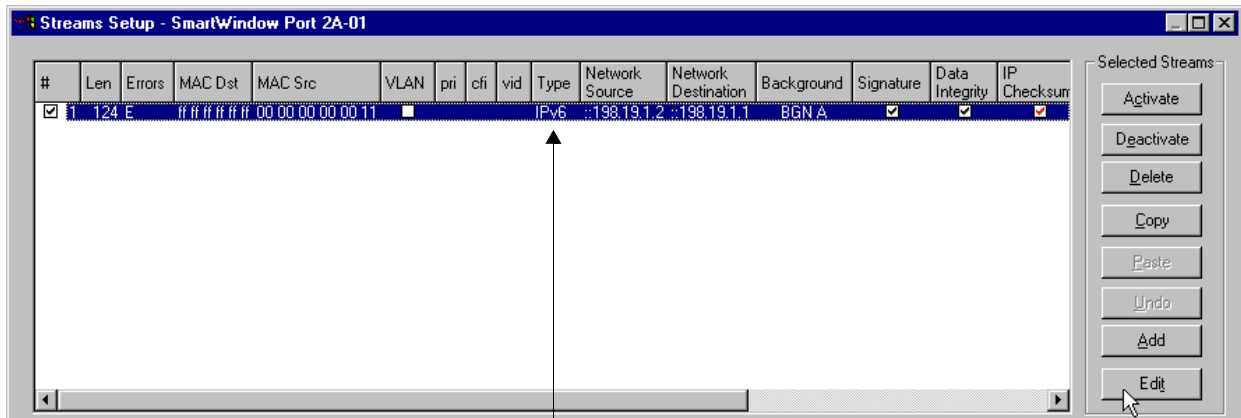 Streams Setup - SmartWindow Port 2A-01
# Len Errors MAC Dst MAC Src VLAN pri cfi vid Type Network Source Network Destination Background Signature Data Integrity IP Checksum
1 124 E ff ff ff ff ff ff 00 00 00 00 00 11 IPv6 ::198.19.1.2 ::198.19.1.1 BGN A
Selected Streams
Activate
Deactivate
Delete
Copy
Paste
Undo
Add
Edit